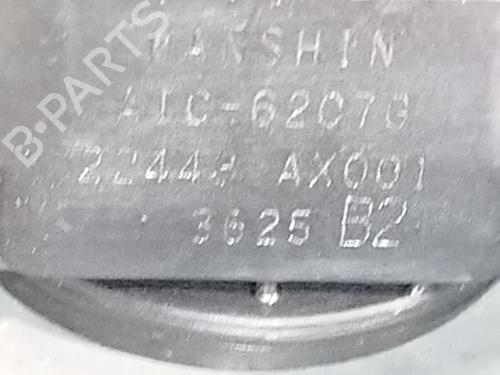 HANSHIN
AIC-6207G
22448 AX001
3625 B2
B-PARTS